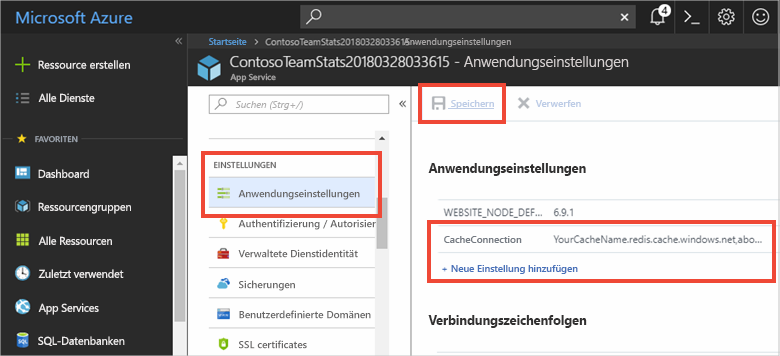 Microsoft Azure
4
Startseite > ContosoTeamStats20180328033615 Anwendungseinstellungen
ContosoTeamStats20180328033615 - Anwendungseinstellungen
App Service
Ressource erstellen
Alle Dienste
FAVORITEN
Dashboard
Ressourcengruppen
Alle Ressourcen
Zuletzt verwendet
App Services
SQL-Datenbanken
Suchen (Strg+/)
EINSTELLUNGEN
Anwendungseinstellungen
Authentifizierung / Autorisier
Verwaltete Dienstidentität
Sicherungen
Benutzerdefinierte Domänen
SSL certificates
Speichern
Verwerfen
Anwendungseinstellungen
WEBSITE_NODE_DEF... 6.9.1
CacheConnection YourCacheName.redis.cache.windows.net,abo...
+ Neue Einstellung hinzufügen
Verbindungszeichenfolgen